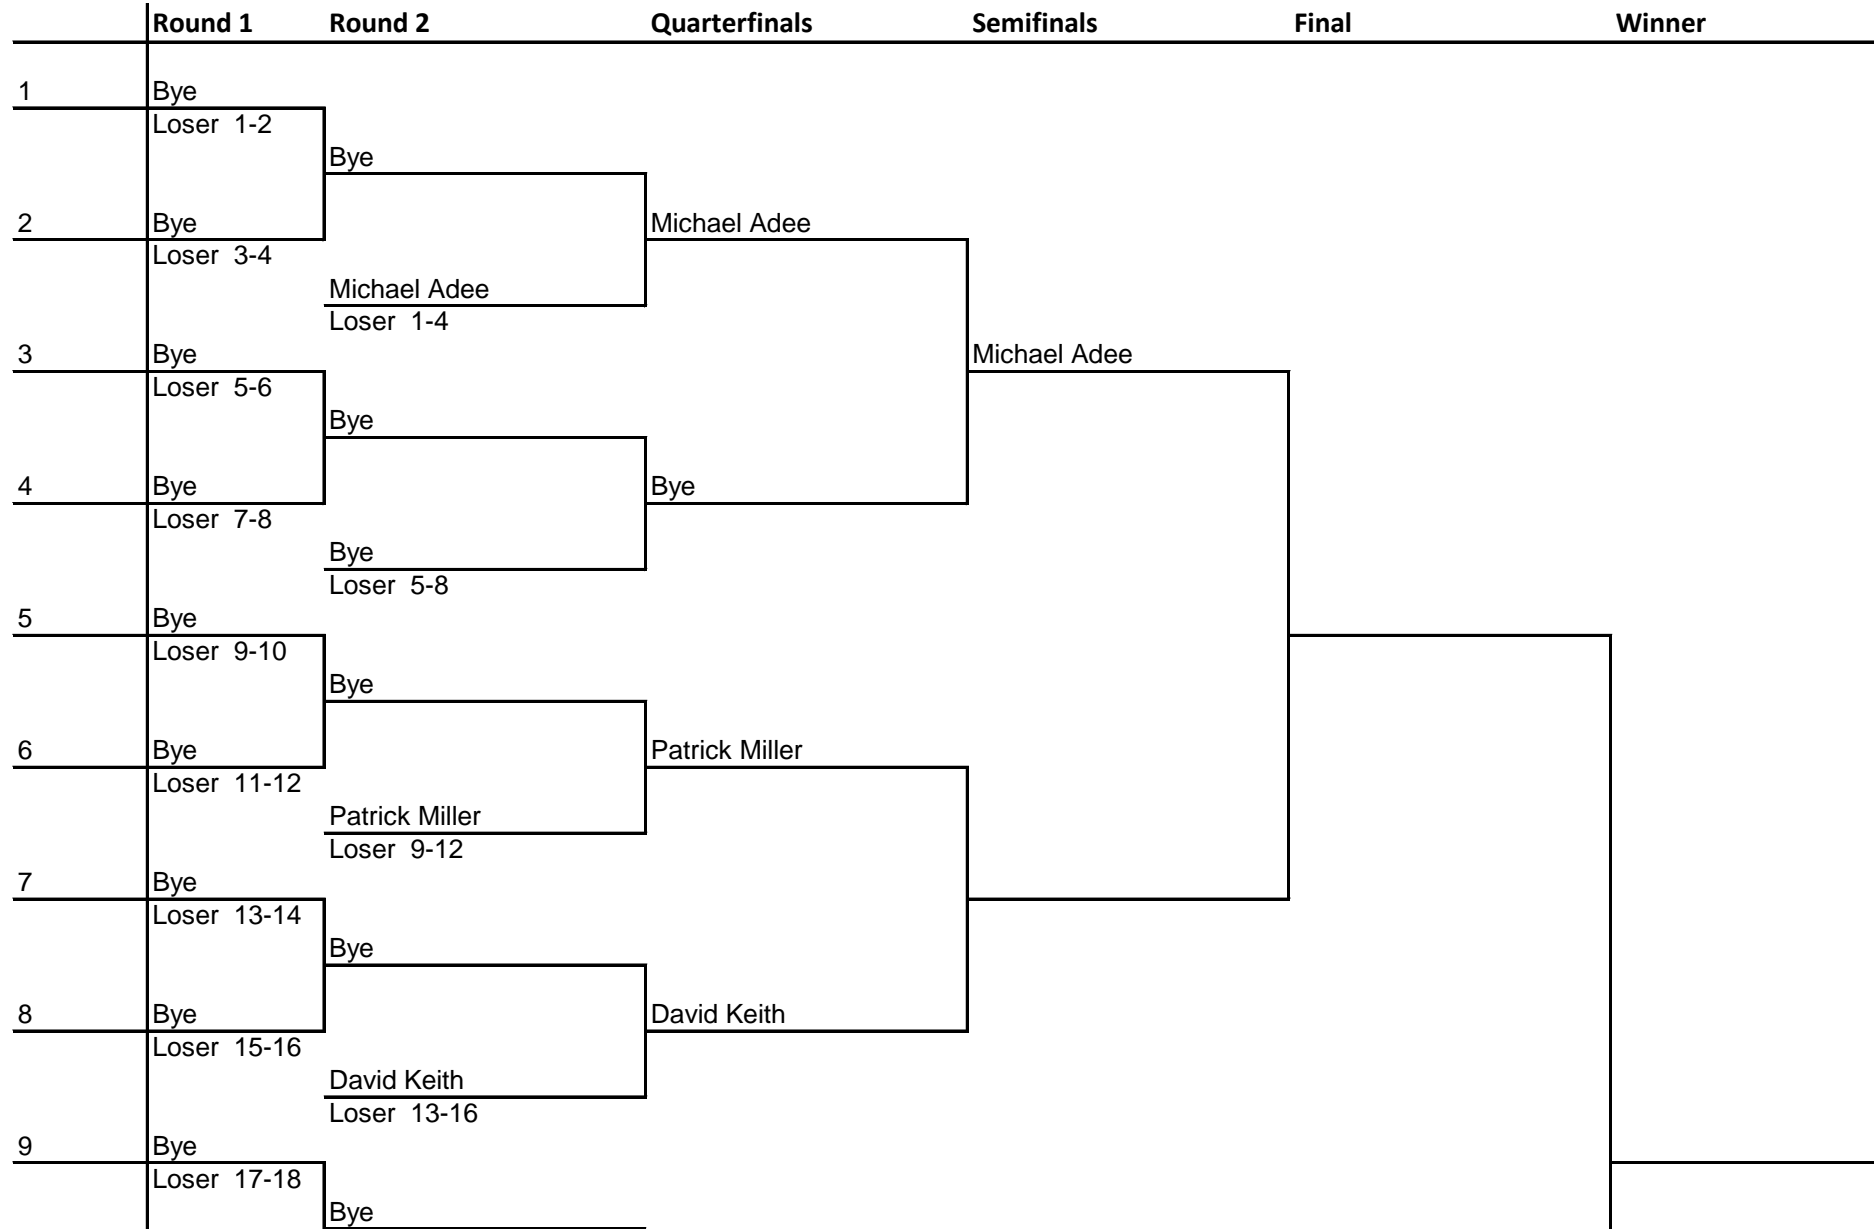 Round 1 Round 2 Quarterfinals Semifinals Final Winner
1 Bye
Loser 1-2
Bye
2 Bye Michael Adee
Loser 3-4
Michael Adee
Loser 1-4
3 Bye Michael Adee
Loser 5-6
Bye
4 Bye Bye
Loser 7-8
Bye
Loser 5-8
5 Bye
Loser 9-10
Bye
6 Bye Patrick Miller
Loser 11-12
Patrick Miller
Loser 9-12
7 Bye
Loser 13-14
Bye
8 Bye David Keith
Loser 15-16
David Keith
Loser 13-16
9 Bye
Loser 17-18
Bye